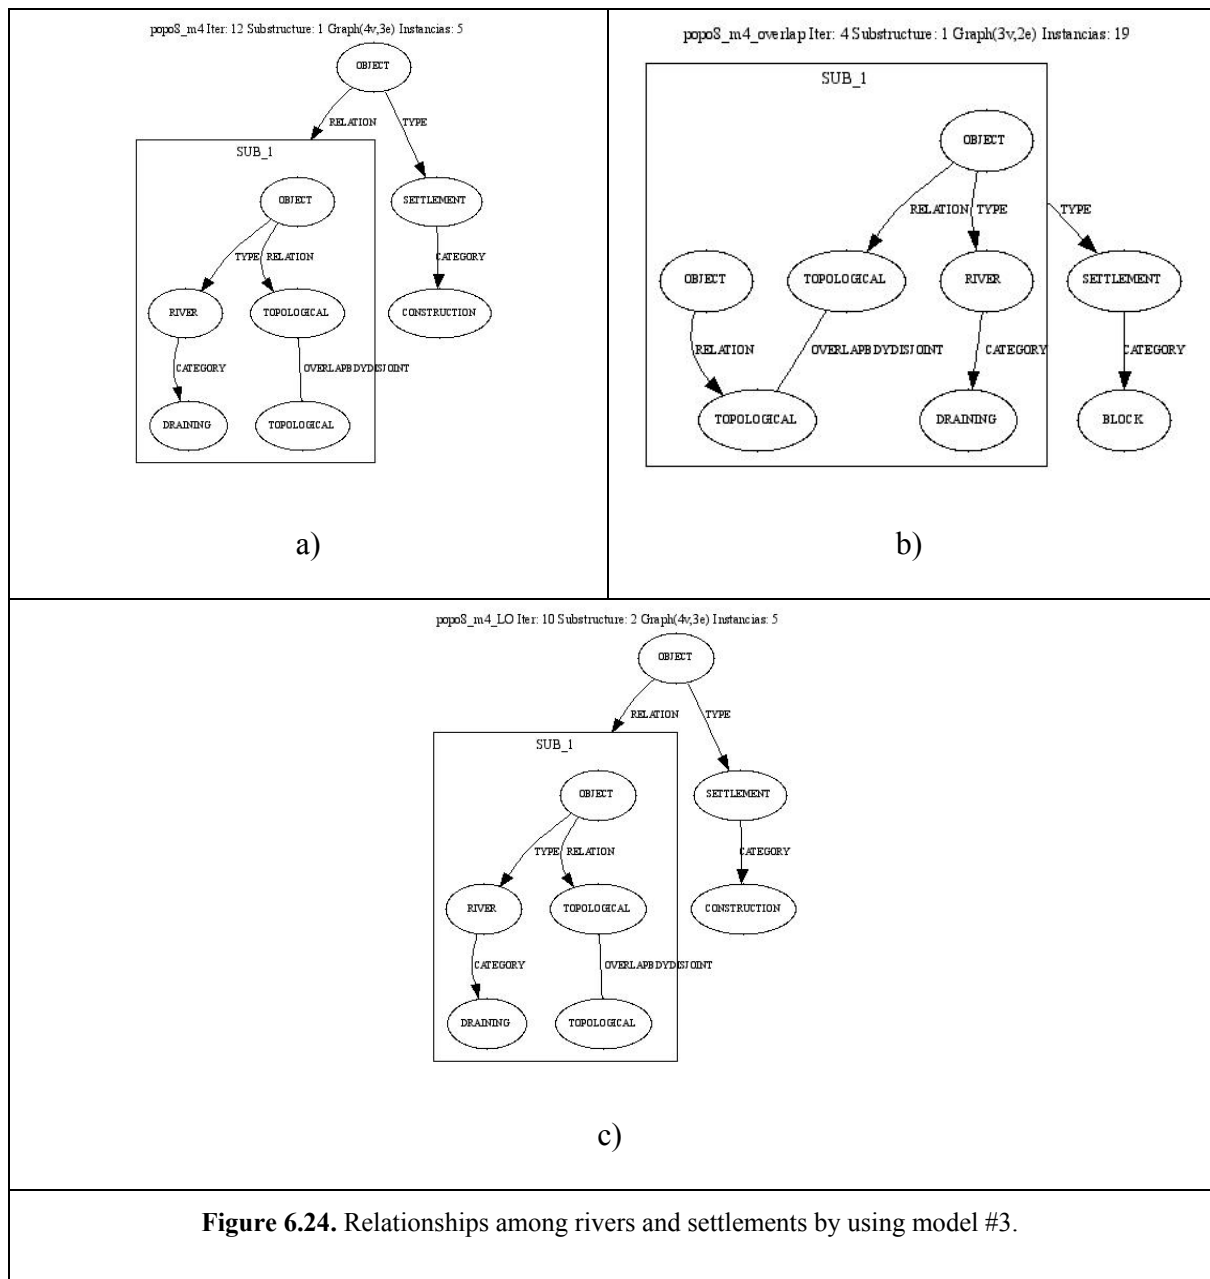 popo8_m4 Iter: 12 Substructure: 1 Graph(4v,3e) Instancias: 5
OBJECT
RELATION TYPE
SUB_1
OBJECT
SETTLEMENT
TYPE RELATION
CATEGORY
RIVER TOPOLOGICAL
CONSTRUCTION
CATEGORY OVERLAPBDYDISJOINT
DRAINING TOPOLOGICAL
a)
popo8_m4_overlap Iter: 4 Substructure: 1 Graph(3v,2e) Instancias: 19
SUB_1
OBJECT
RELATION TYPE TYPE
OBJECT TOPOLOGICAL RIVER SETTLEMENT
RELATION OVERLAPBDYDISJOINT CATEGORY CATEGORY
TOPOLOGICAL DRAINING BLOCK
b)
popo8_m4_LO Iter: 10 Substructure: 2 Graph(4v,3e) Instancias: 5
OBJECT
RELATION TYPE
SUB_1
OBJECT SETTLEMENT
TYPE RELATION CATEGORY
RIVER TOPOLOGICAL CONSTRUCTION
CATEGORY OVERLAPBDYDISJOINT
DRAINING TOPOLOGICAL
c)
Figure 6.24. Relationships among rivers and settlements by using model #3.